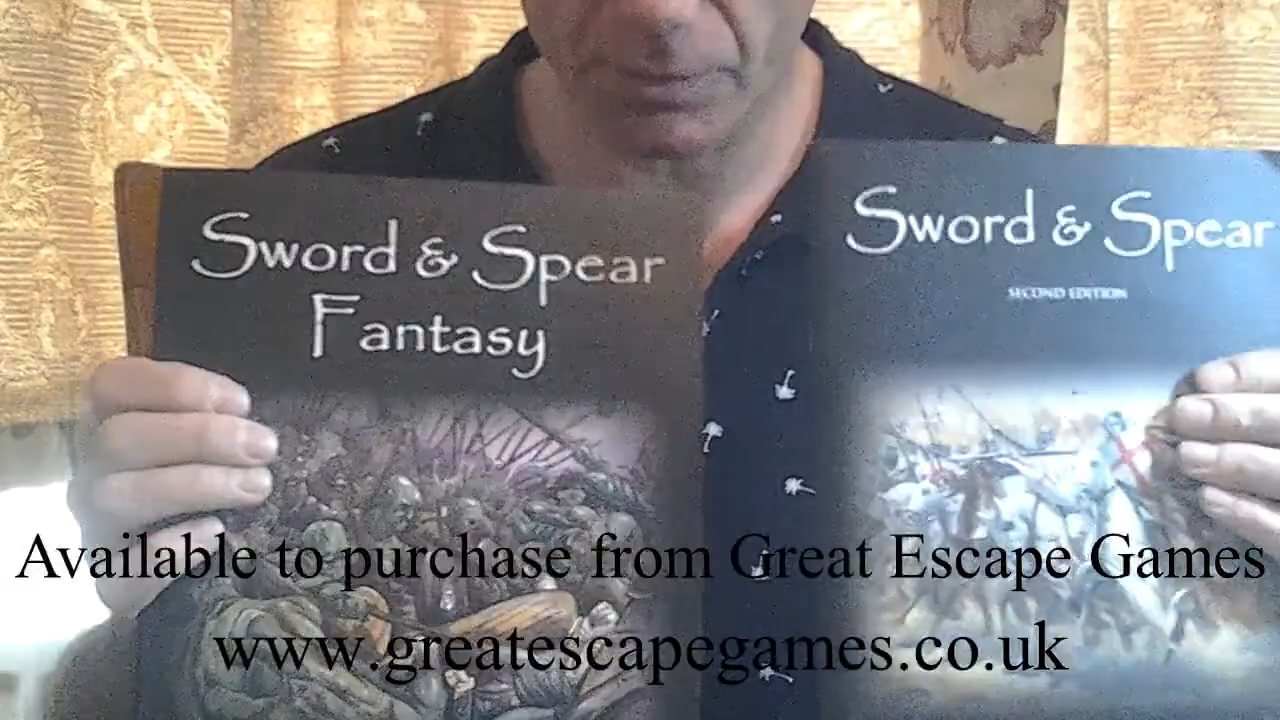 Sword & Spear
Fantasy
Sword & Spear
SECOND EDITION
Available to purchase from Great Escape Games
www.greatescapegames.co.uk